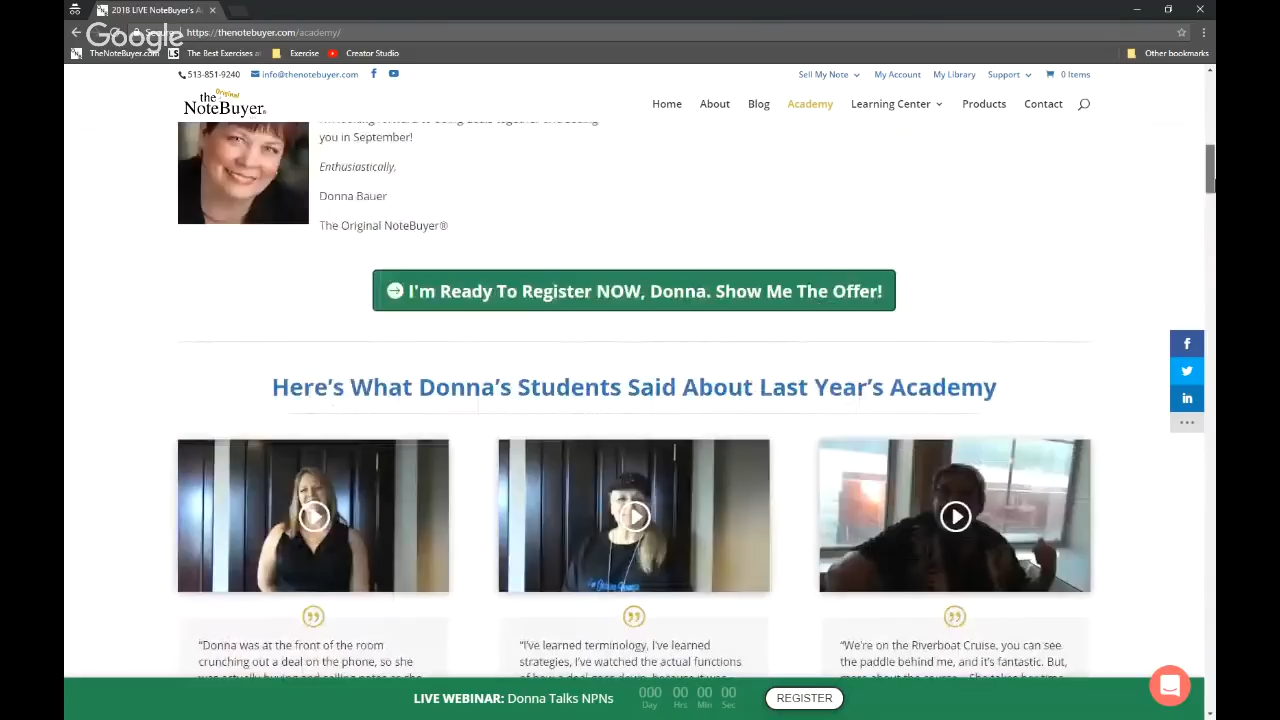 2018 LIVE NoteBuyer's A
Google
Secure https://thenotebuyer.com/academy/
TheNoteBuyer.com LS The Best Exercises Exercise Creator Studio Other bookmarks
513-851-9240 info@thenotebuyer.com Sell My Note My Account My Library Support 0 Items
the Original NoteBuyer®
Home About Blog Academy Learning Center Products Contact
you in September!
Enthusiastically,
Donna Bauer
The Original NoteBuyer®
I'm Ready To Register NOW, Donna. Show Me The Offer!
Here's What Donna's Students Said About Last Year's Academy
"Donna was at the front of the room
crunching out a deal on the phone, so she
"I've learned terminology, I've learned
strategies, I've watched the actual functions
"We're on the Riverboat Cruise, you can see
the paddle behind me, and it's fantastic. But,
LIVE WEBINAR: Donna Talks NPNs 000 00 00 00 REGISTER
Day Hrs Min Sec